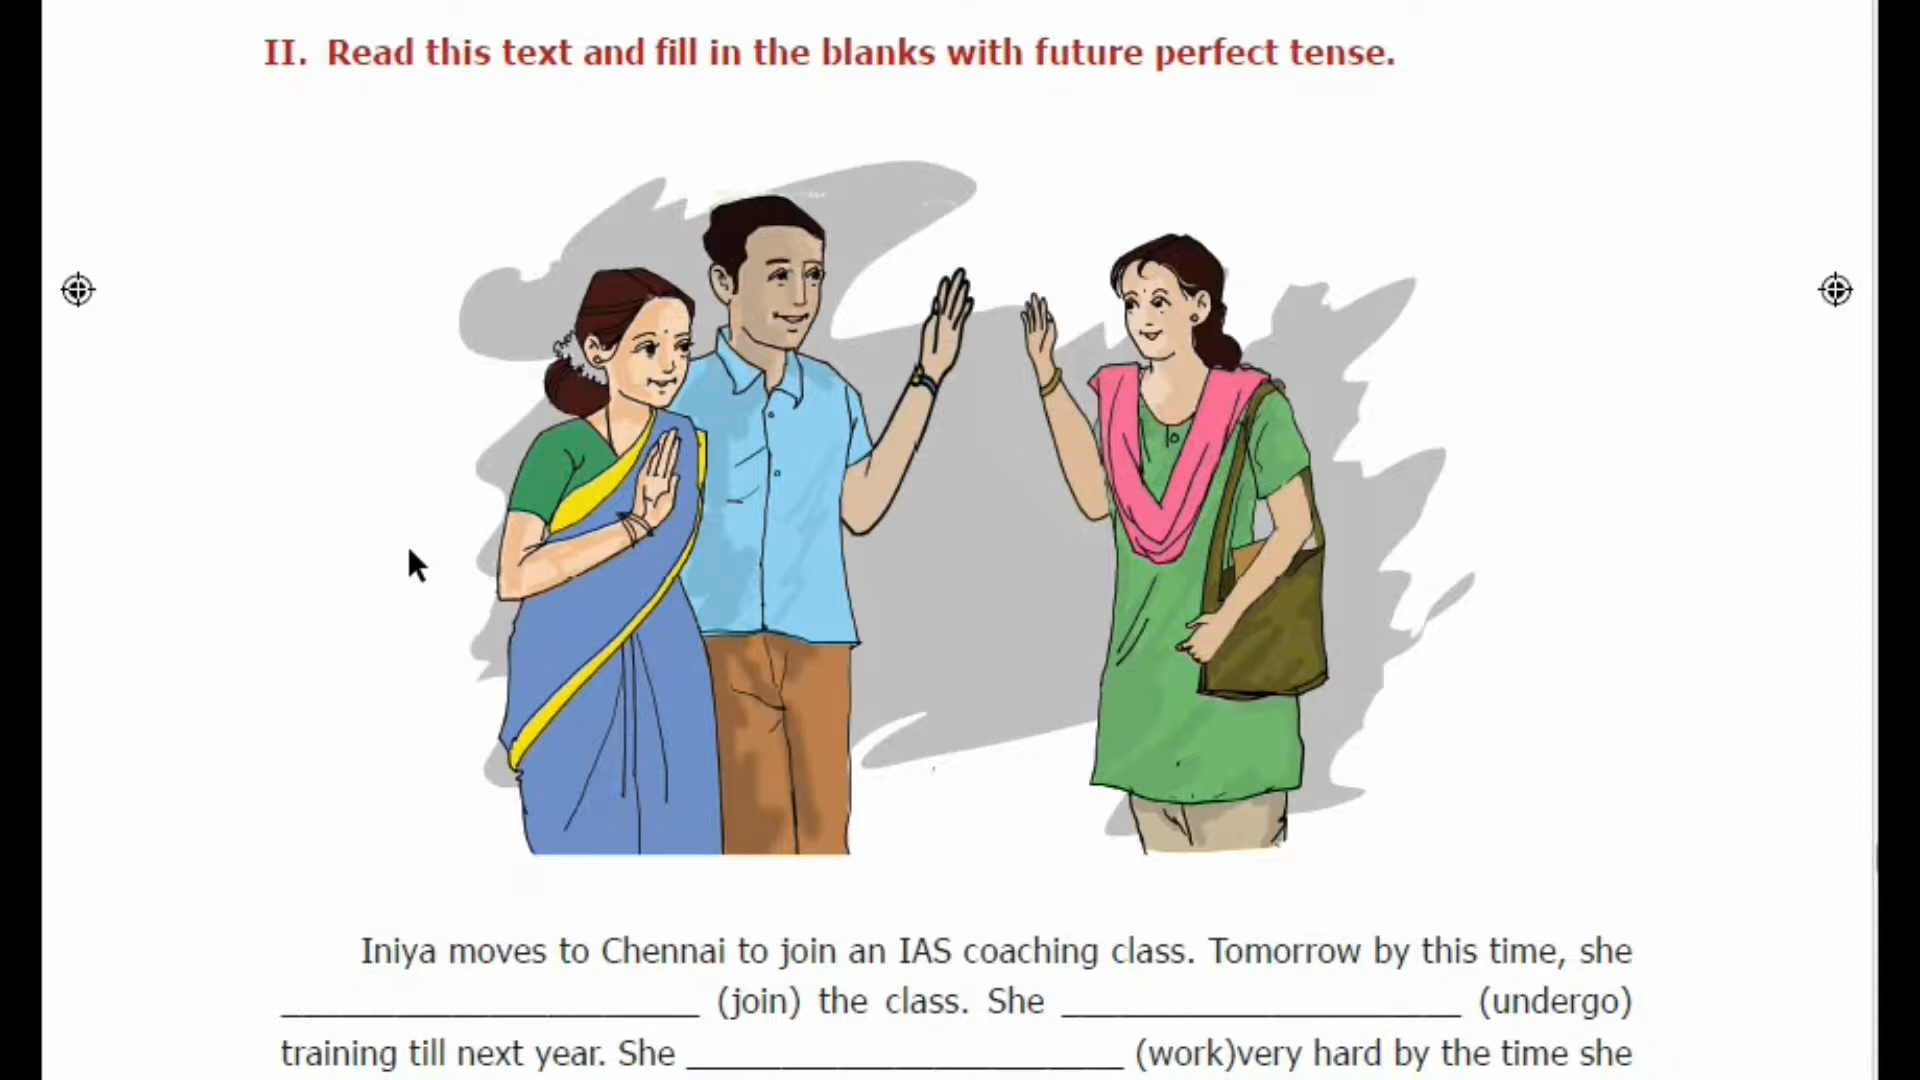 II. Read this text and fill in the blanks with future perfect tense.
Iniya moves to Chennai to join an IAS coaching class. Tomorrow by this time, she
______________________ (join) the class. She _____________________ (undergo)
training till next year. She _______________________ (work)very hard by the time she